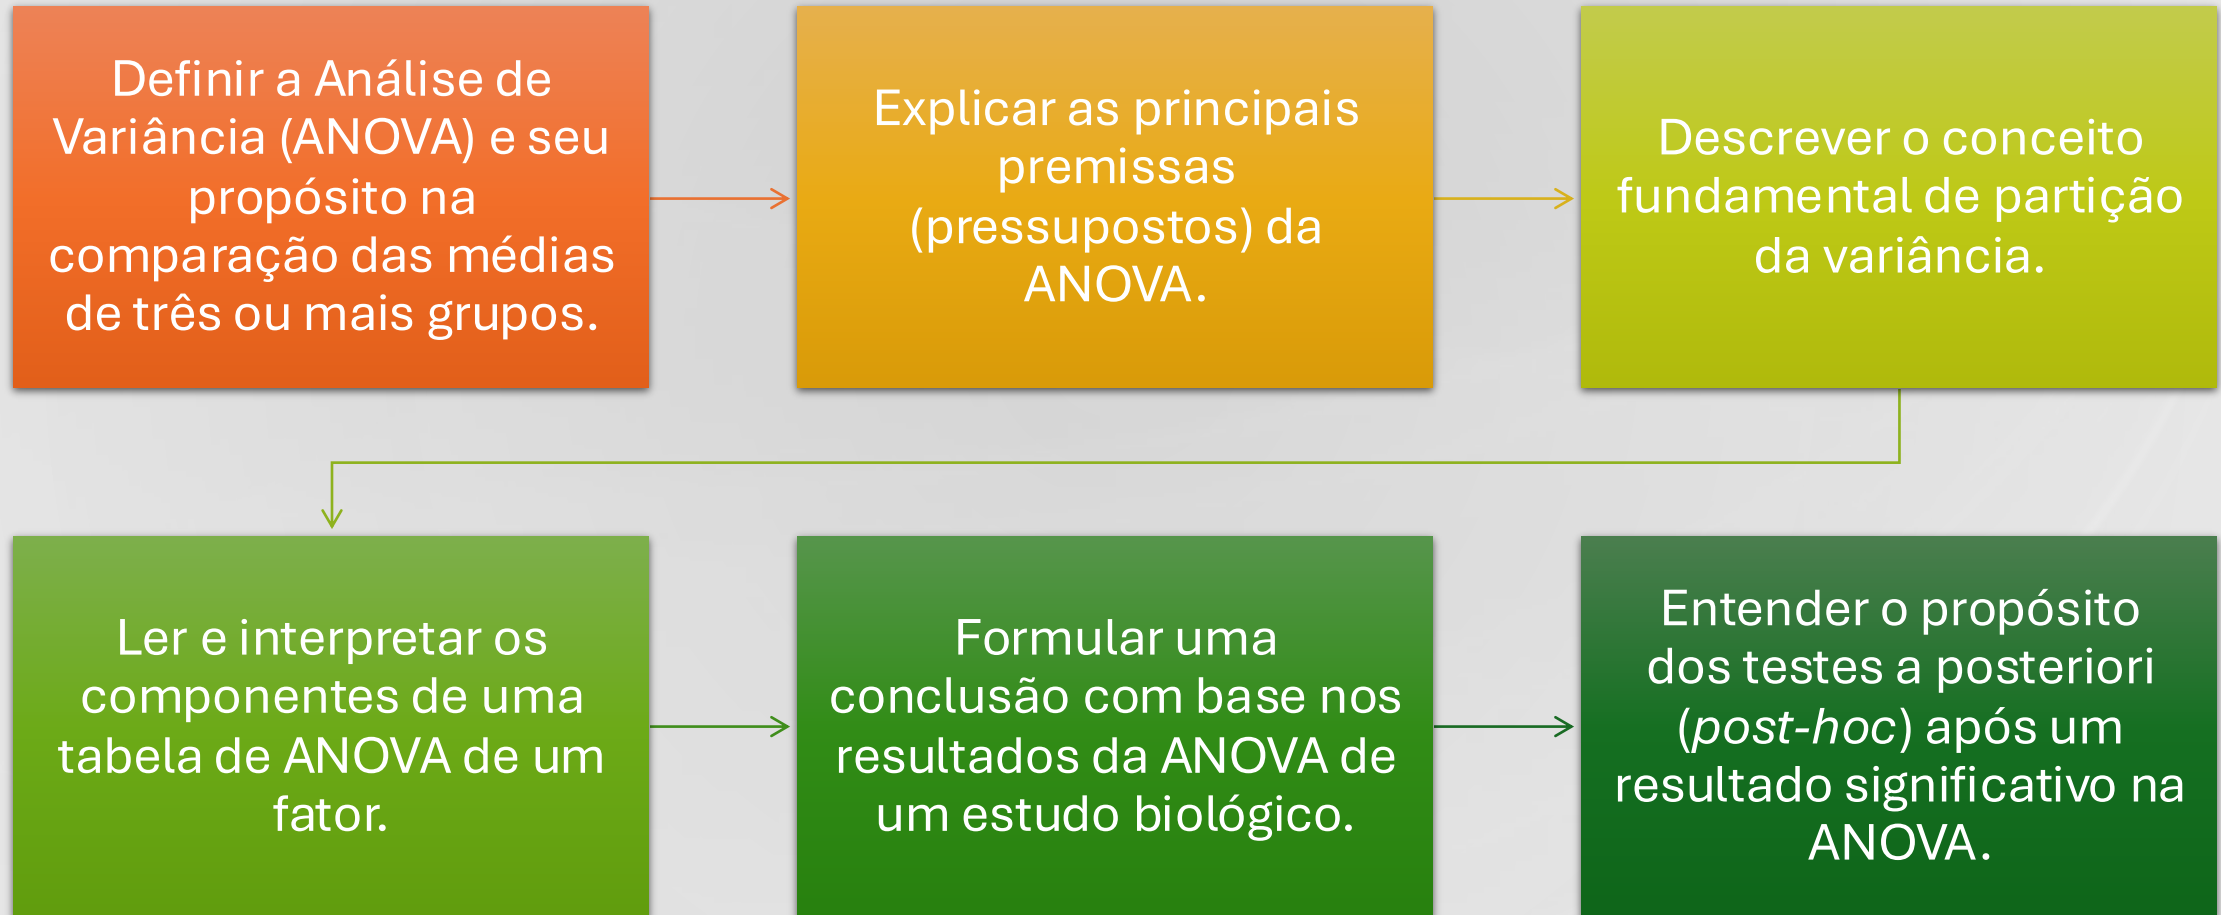 Definir a Análise de
Variância (ANOVA) e seu
propósito na
comparação das médias
de três ou mais grupos.
Explicar as principais
premissas
(pressupostos) da
ANOVA.
Descrever o conceito
fundamental de partição
da variância.
Ler e interpretar os
componentes de uma
tabela de ANOVA de um
fator.
Formular uma
conclusão com base nos
resultados da ANOVA de
um estudo biológico.
Entender o propósito
dos testes a posteriori
(post-hoc) após um
resultado significativo na
ANOVA.